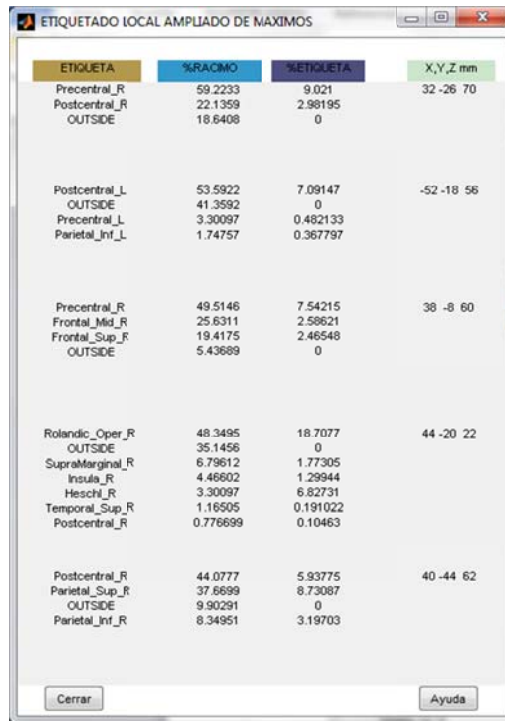 ETIQUETADO LOCAL AMPLIADO DE MAXIMOS
ETIQUETA %RACIMO %ETIQUETA X,Y,Z mm
Precentral_R 59.2233 9.021 32 -26 70
Postcentral_R 22.1359 2.98195
OUTSIDE 18.6408 0
Postcentral_L 53.5922 7.09147 -52 -18 56
OUTSIDE 41.3592 0
Precentral_L 3.30097 0.482133
Parietal_Inf_L 1.74757 0.367797
Precentral_R 49.5146 7.54215 38 -8 60
Frontal_Mid_R 25.6311 2.58621
Frontal_Sup_R 19.4175 2.46548
OUTSIDE 5.43689 0
Rolandic_Oper_R 48.3495 18.7077 44 -20 22
OUTSIDE 35.1456 0
SupraMarginal_R 6.79612 1.77305
Insula_R 4.46602 1.29944
Heschl_R 3.30097 6.82731
Temporal_Sup_R 1.16505 0.191022
Postcentral_R 0.776699 0.10463
Postcentral_R 44.0777 5.93775 40 -44 62
Parietal_Sup_R 37.6699 8.73087
OUTSIDE 9.90291 0
Parietal_Inf_R 8.34951 3.19703
Cerrar Ayuda